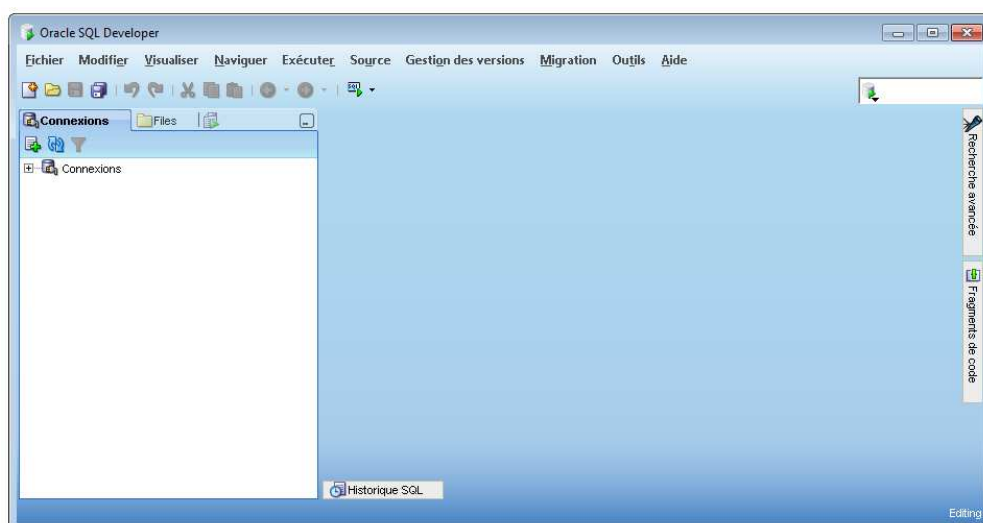 Oracle SQL Developer
Fichier Modifier Visualiser Naviguer Exécuter Source Gestion des versions Migration Outils Aide
Connexions Files
Connexions
Recherche avancée
Fragments de code
Historique SQL
Editing